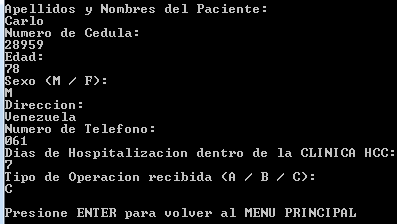 Apellidos y Nombres del Paciente:
Carlo
Numero de Cedula:
28959
Edad:
78
Sexo (M / F):
M
Direccion:
Venezuela
Numero de Telefono:
061
Dias de Hospitalizacion dentro de la CLINICA HCC:
7
Tipo de Operacion recibida (A / B / C):
C
Presione ENTER para volver al MENU PRINCIPAL